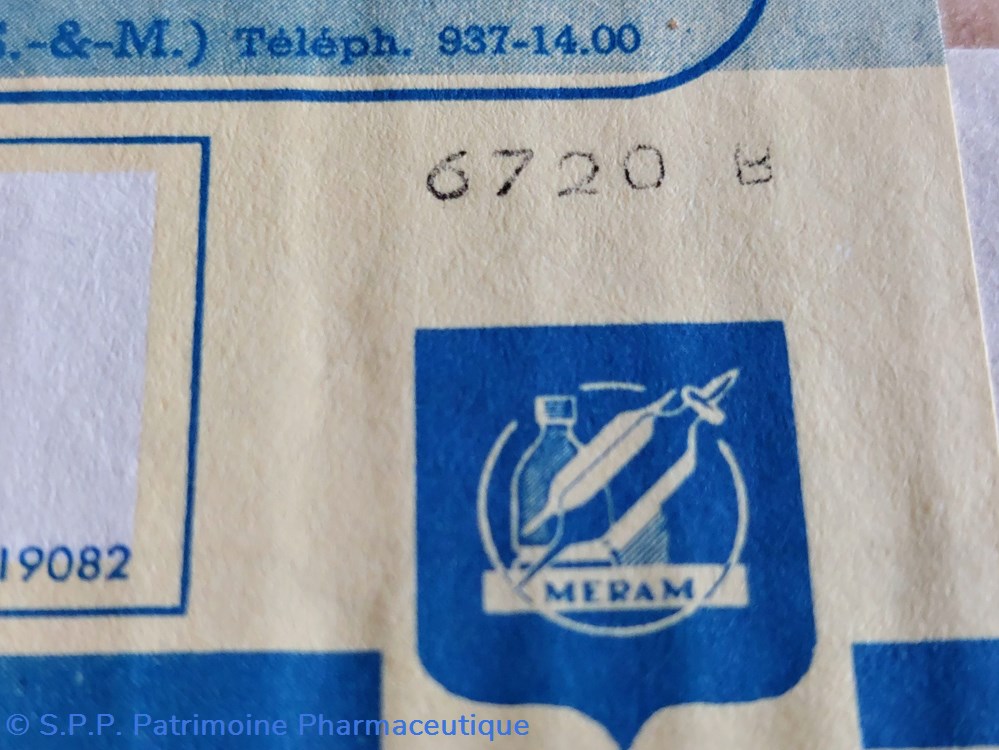 S.-&-M.) Téléph. 937-14.00
6720 B
19082
MERAM
© S.P.P. Patrimoine Pharmaceutique